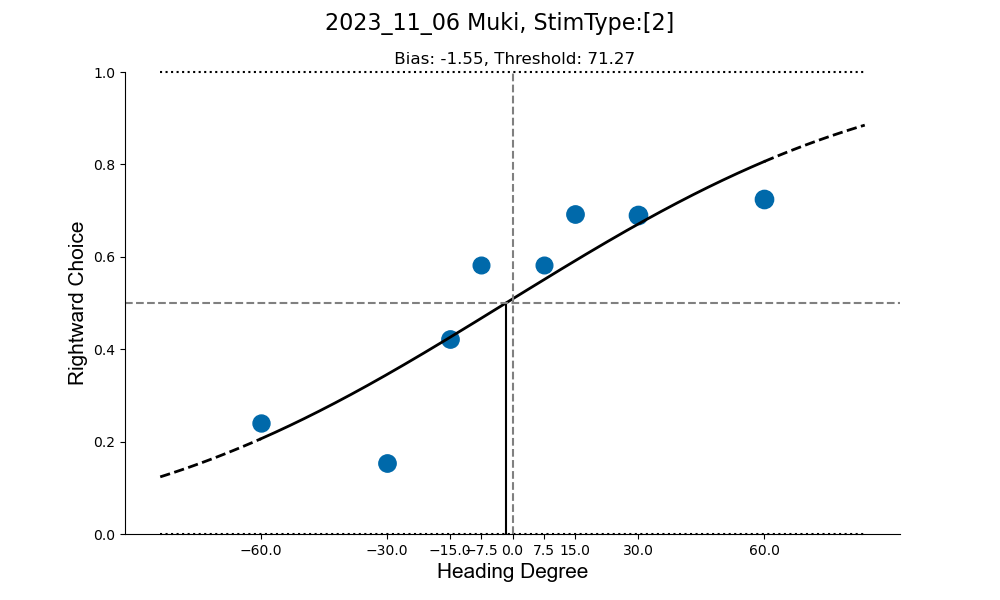 2023_11_06 Muki, StimType:[2]
Bias: -1.55, Threshold: 71.27
1.0
0.8
0.6
0.4
0.2
0.0
Rightward Choice
−60.0 −30.0 −15.0 −7.5 0.0 7.5 15.0 30.0 60.0
Heading Degree